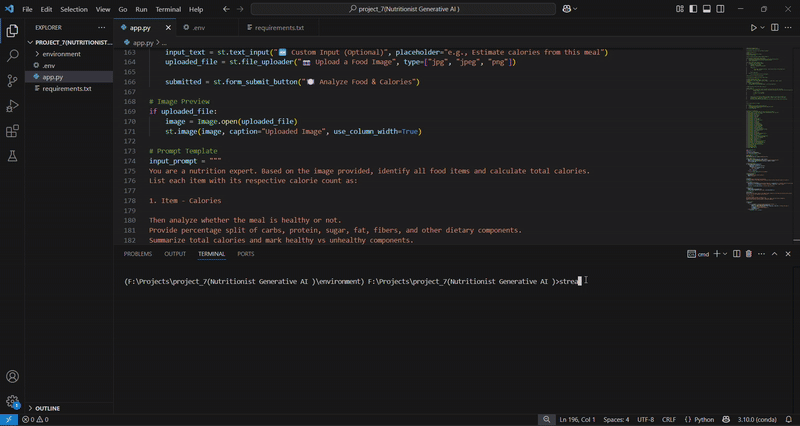 File Edit Selection View Go Run Terminal Help
project_7(Nutritionist Generative AI )
EXPLORER
PROJECT_7(NUTRITIONIST...
environment
.env
app.py
requirements.txt
OUTLINE
app.py
.env
requirements.txt
app.py > ...
163 input_text = st.text_input("🔤 Custom Input (Optional)", placeholder="e.g., Estimate calories from this meal")
164 uploaded_file = st.file_uploader("📷 Upload a Food Image", type=["jpg", "jpeg", "png"])
165
166 submitted = st.form_submit_button("🍽️ Analyze Food & Calories")
167
168 # Image Preview
169 if uploaded_file:
170 image = Image.open(uploaded_file)
171 st.image(image, caption="Uploaded Image", use_column_width=True)
172
173 # Prompt Template
174 input_prompt = """
175 You are a nutrition expert. Based on the image provided, identify all food items and calculate total calories.
176 List each item with its respective calorie count as:
177
178 1. Item - Calories
179
180 Then analyze whether the meal is healthy or not.
181 Provide percentage split of carbs, protein, sugar, fat, fibers, and other dietary components.
182 Summarize total calories and mark healthy vs unhealthy components.
PROBLEMS OUTPUT TERMINAL PORTS
cmd
(F:\Projects\project_7(Nutritionist Generative AI )\environment) F:\Projects\project_7(Nutritionist Generative AI )>strea
0 0
Ln 196, Col 1 Spaces: 4 UTF-8 CRLF {} Python 3.10.0 (conda)